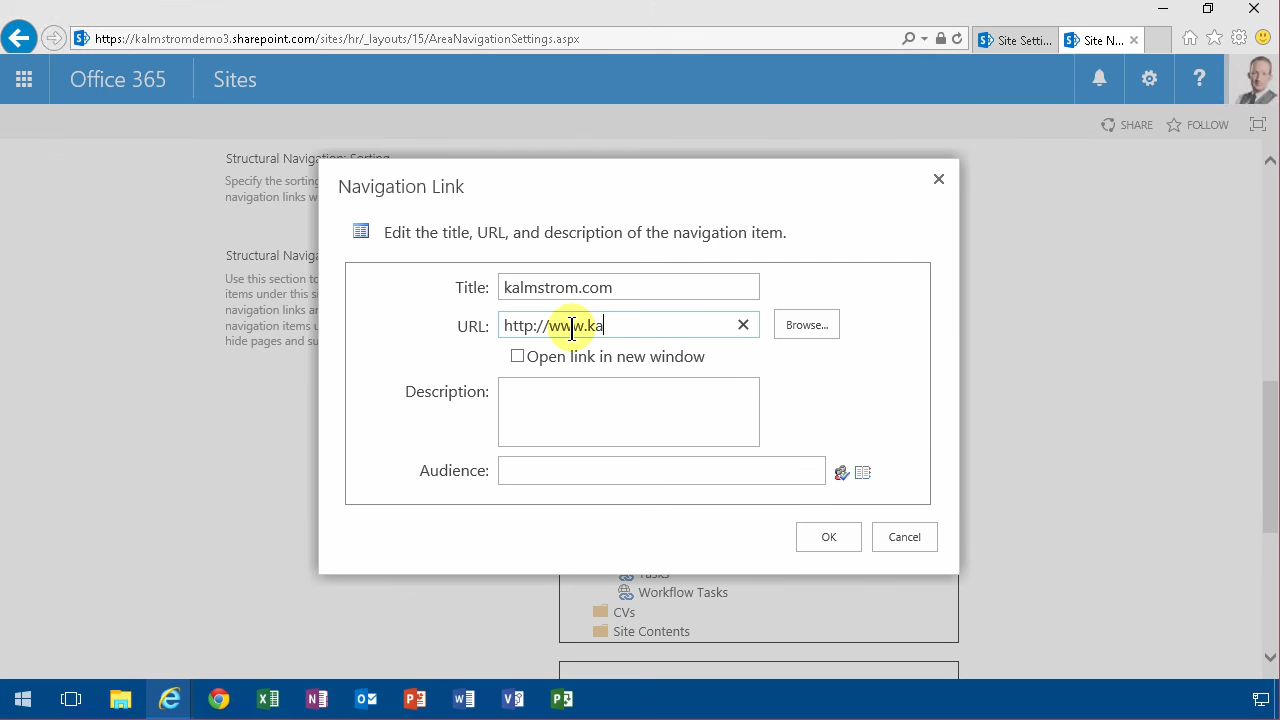 https://kalmstromdemo3.sharepoint.com/sites/hr/_layouts/15/AreaNavigationSettings.aspx
Site Setti...
Site N...
Office 365
Sites
SHARE
FOLLOW
Structural Navigation: Sorting
Specify the sorting
navigation links w
Structural Naviga
Use this section to
items under this si
navigation links an
navigation items u
hide pages and su
Navigation Link
Edit the title, URL, and description of the navigation item.
Title:
kalmstrom.com
URL:
http://www.ka
Browse...
Open link in new window
Description:
Audience:
OK
Cancel
Tasks
Workflow Tasks
CVs
Site Contents